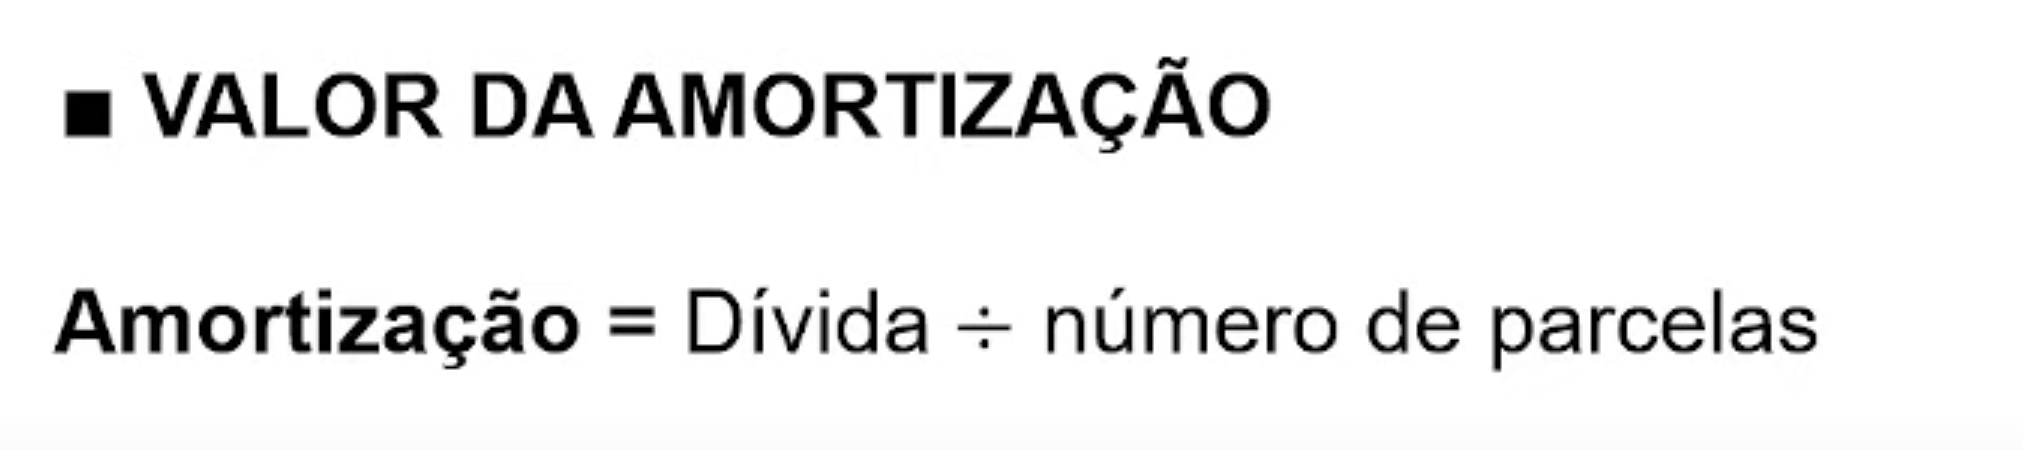 ■ VALOR DA AMORTIZAÇÃO
Amortização = Dívida ÷ número de parcelas